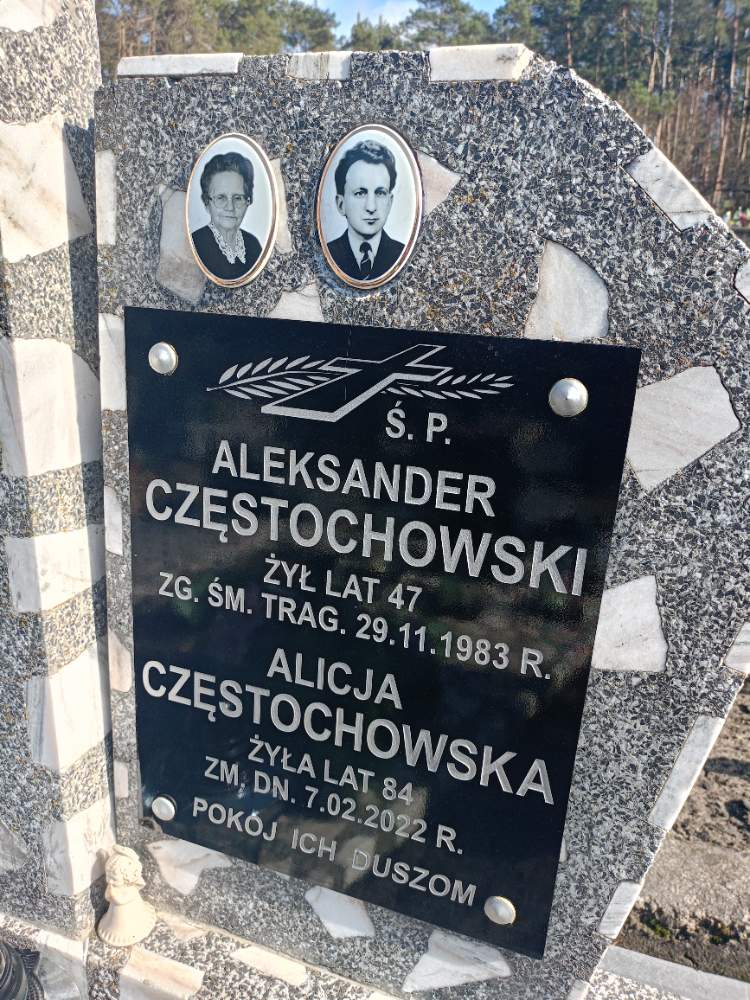 Ś. P.
ALEKSANDER
CZĘSTOCHOWSKI
ŻYŁ LAT 47
ZG. ŚM. TRAG. 29.11.1983 R.
ALICJA
CZĘSTOCHOWSKA
ŻYŁA LAT 84
ZM. DN. 7.02.2022 R.
POKÓJ ICH DUSZOM